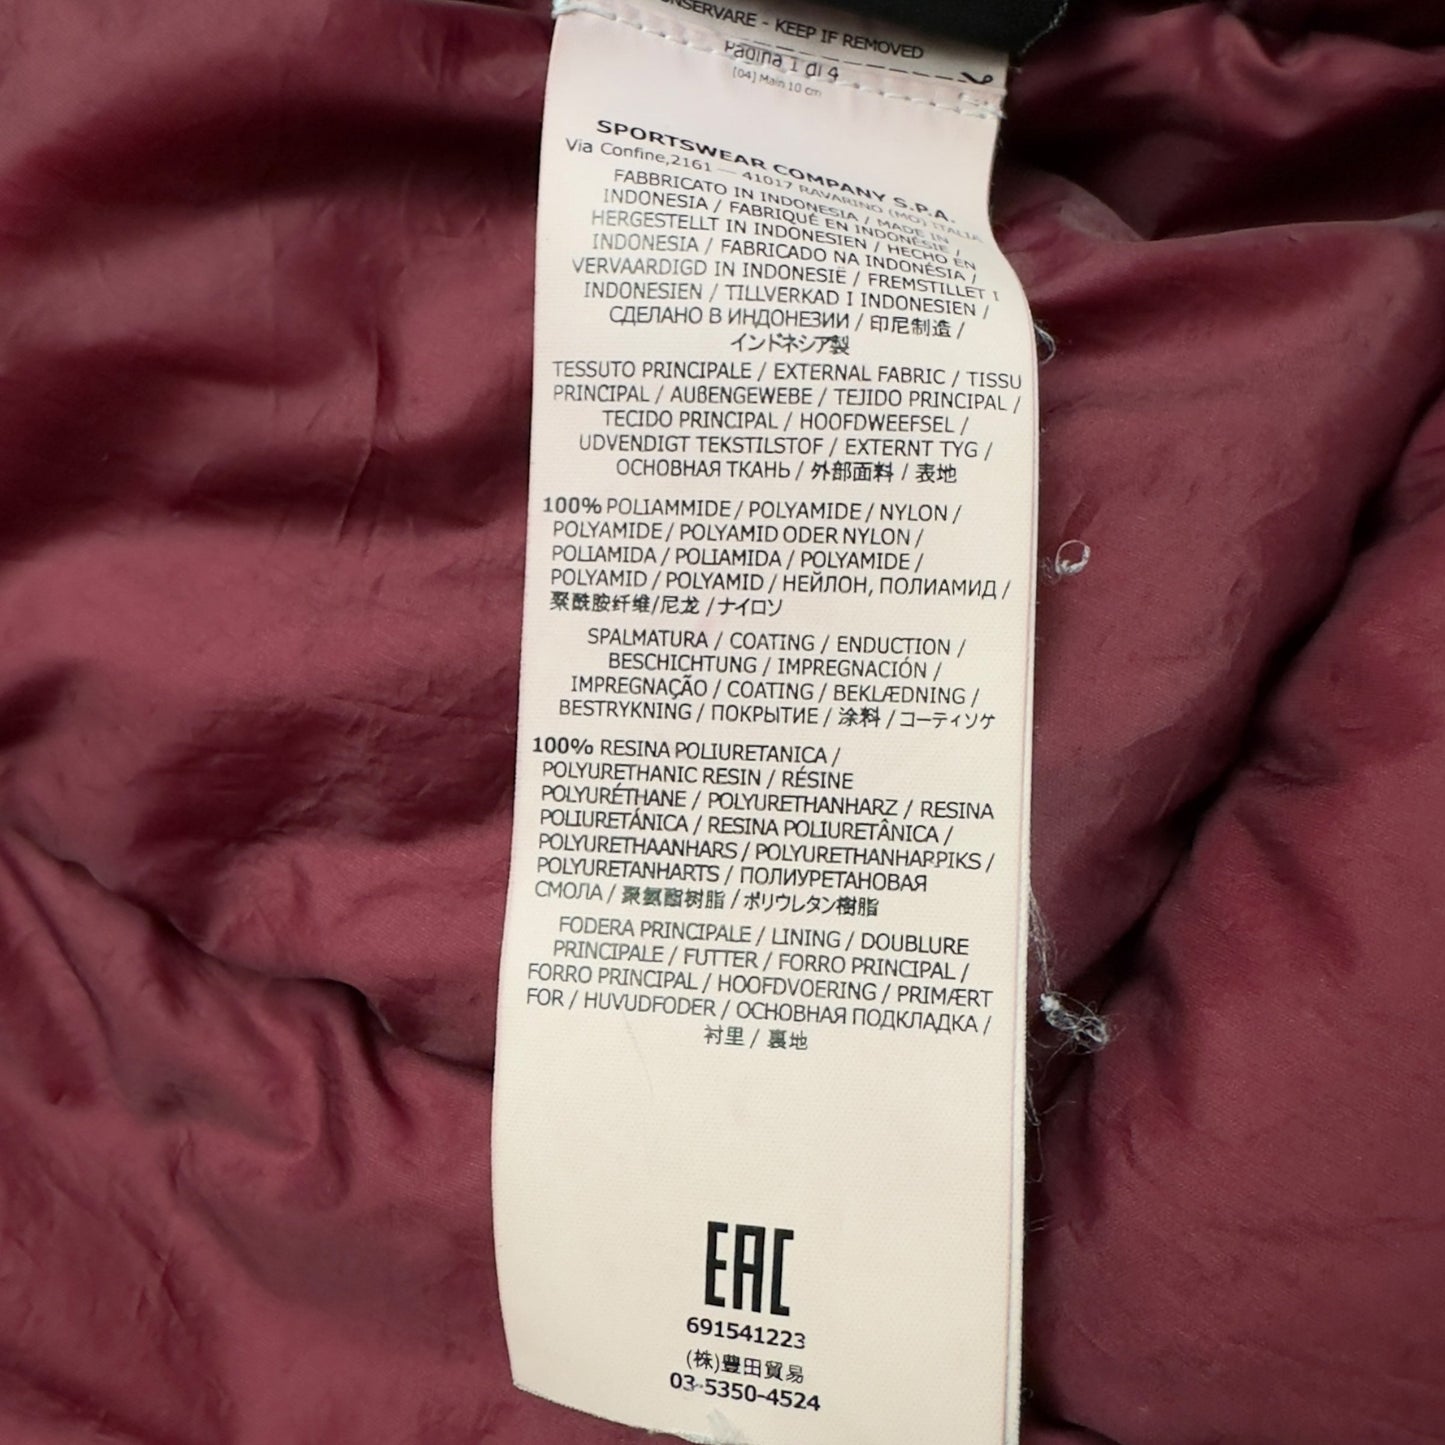 CONSERVARE - KEEP IF REMOVED
Pagina 1 di 4
(04) Main 10 cm
SPORTSWEAR COMPANY S.P.A.
Via Confine,2161 — 41017 RAVARINO (MO) ITALIA
FABBRICATO IN INDONESIA / MADE IN
INDONESIA / FABRIQUÉ EN INDONÉSIE /
HERGESTELLT IN INDONESIEN / HECHO EN
INDONESIA / FABRICADO NA INDONÉSIA /
VERVAARDIGD IN INDONESIË / FREMSTILLET I
INDONESIEN / TILLVERKAD I INDONESIEN /
СДЕЛАНО В ИНДОНЕЗИИ / 印尼制造 /
インドネシア製
TESSUTO PRINCIPALE / EXTERNAL FABRIC / TISSU
PRINCIPAL / AUßENGEWEBE / TEJIDO PRINCIPAL /
TECIDO PRINCIPAL / HOOFDWEEFSEL /
UDVENDIGT TEKSTILSTOF / EXTERNT TYG /
ОСНОВНАЯ ТКАНЬ / 外部面料 / 表地
100% POLIAMMIDE / POLYAMIDE / NYLON /
POLYAMIDE / POLYAMID ODER NYLON /
POLIAMIDA / POLIAMIDA / POLYAMIDE /
POLYAMID / POLYAMID / НЕЙЛОН, ПОЛИАМИД /
聚酰胺纤维/尼龙 /ナイロン
SPALMATURA / COATING / ENDUCTION /
BESCHICHTUNG / IMPREGNACIÓN /
IMPREGNAÇÃO / COATING / BEKLÆDNING /
BESTRYKNING / ПОКРЫТИЕ / 涂料 / コーティソケ
100% RESINA POLIURETANICA /
POLYURETHANIC RESIN / RÉSINE
POLYURÉTHANE / POLYURETHANHARZ / RESINA
POLIURETÁNICA / RESINA POLIURETÂNICA /
POLYURETHAANHARS / POLYURETHANHARPIKS /
POLYURETANHARTS / ПОЛИУРЕТАНОВАЯ
СМОЛА / 聚氨酯树脂 / ポリウレタン樹脂
FODERA PRINCIPALE / LINING / DOUBLURE
PRINCIPALE / FUTTER / FORRO PRINCIPAL /
FORRO PRINCIPAL / HOOFDVOERING / PRIMÆRT
FOR / HUVUDFODER / ОСНОВНАЯ ПОДКЛАДКА /
衬里 / 裏地
EAC
691541223
(株)豊田貿易
03-5350-4524